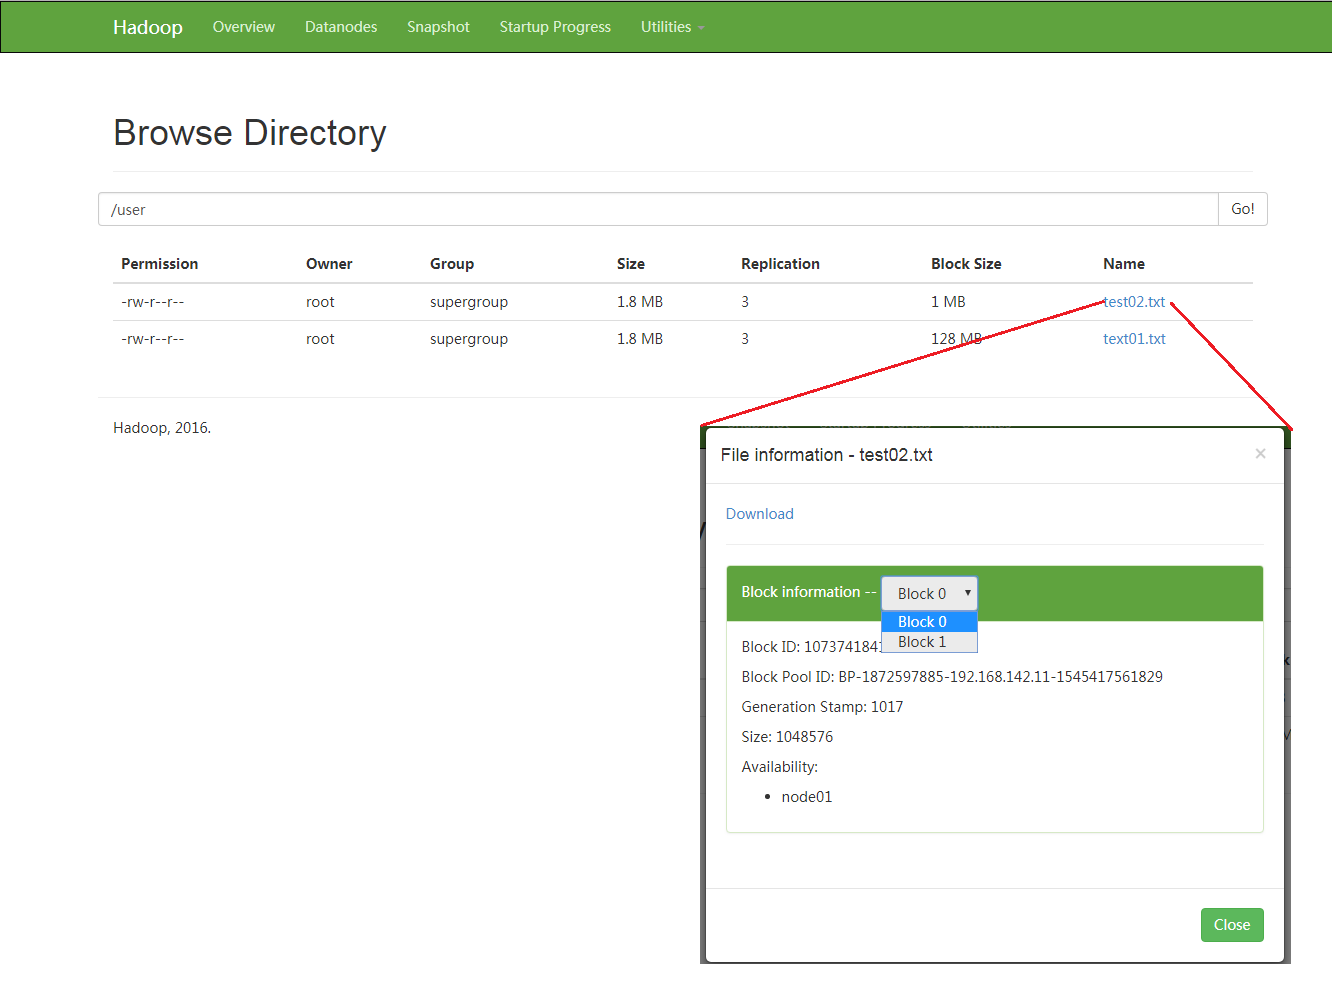 Hadoop Overview Datanodes Snapshot Startup Progress Utilities
Browse Directory
/user Go!
Permission Owner Group Size Replication Block Size Name
-rw-r--r-- root supergroup 1.8 MB 3 1 MB test02.txt
-rw-r--r-- root supergroup 1.8 MB 3 128 MB text01.txt
Hadoop, 2016.
File information - test02.txt ×
Download
Block information -- Block 0
Block 0
Block 1
Block ID: 107374184
Block Pool ID: BP-1872597885-192.168.142.11-1545417561829
Generation Stamp: 1017
Size: 1048576
Availability:
• node01
Close